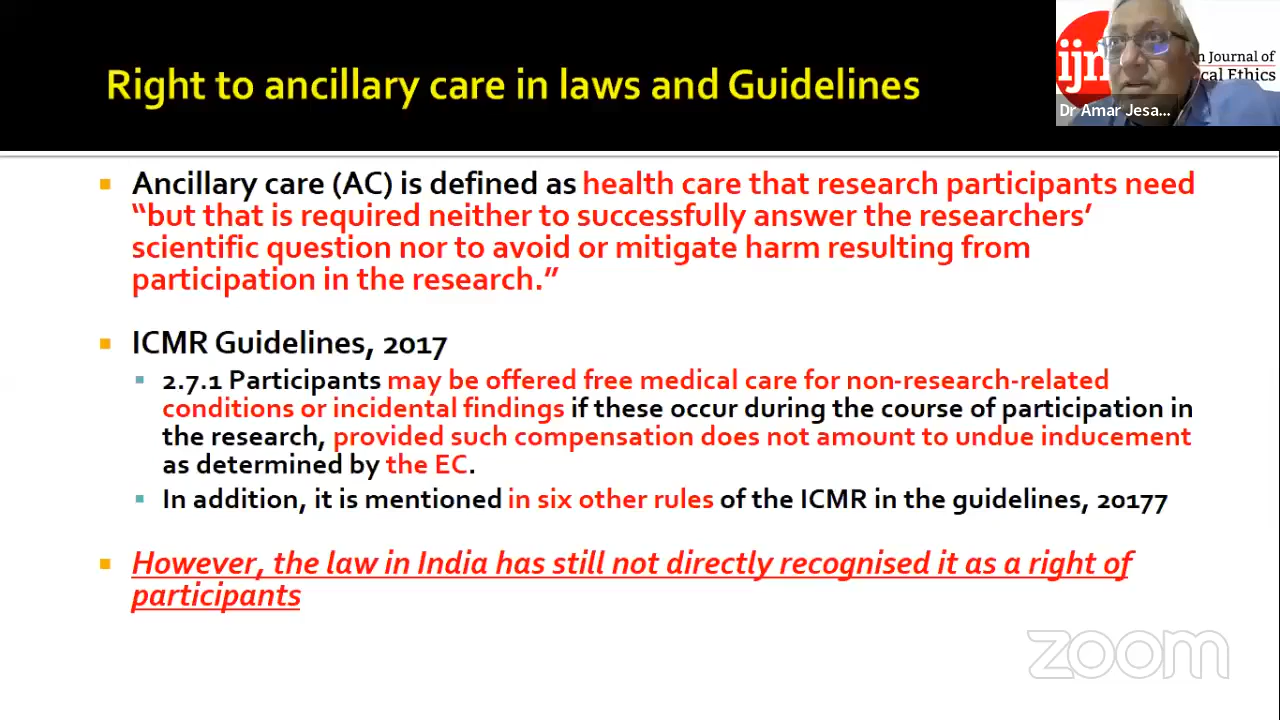 Right to ancillary care in laws and Guidelines
ijm
n Journal of
cal Ethics
Dr Amar Jesa...
Ancillary care (AC) is defined as health care that research participants need
“but that is required neither to successfully answer the researchers’
scientific question nor to avoid or mitigate harm resulting from
participation in the research.”
ICMR Guidelines, 2017
2.7.1 Participants may be offered free medical care for non-research-related
conditions or incidental findings if these occur during the course of participation in
the research, provided such compensation does not amount to undue inducement
as determined by the EC.
In addition, it is mentioned in six other rules of the ICMR in the guidelines, 20177
However, the law in India has still not directly recognised it as a right of
participants
zoom